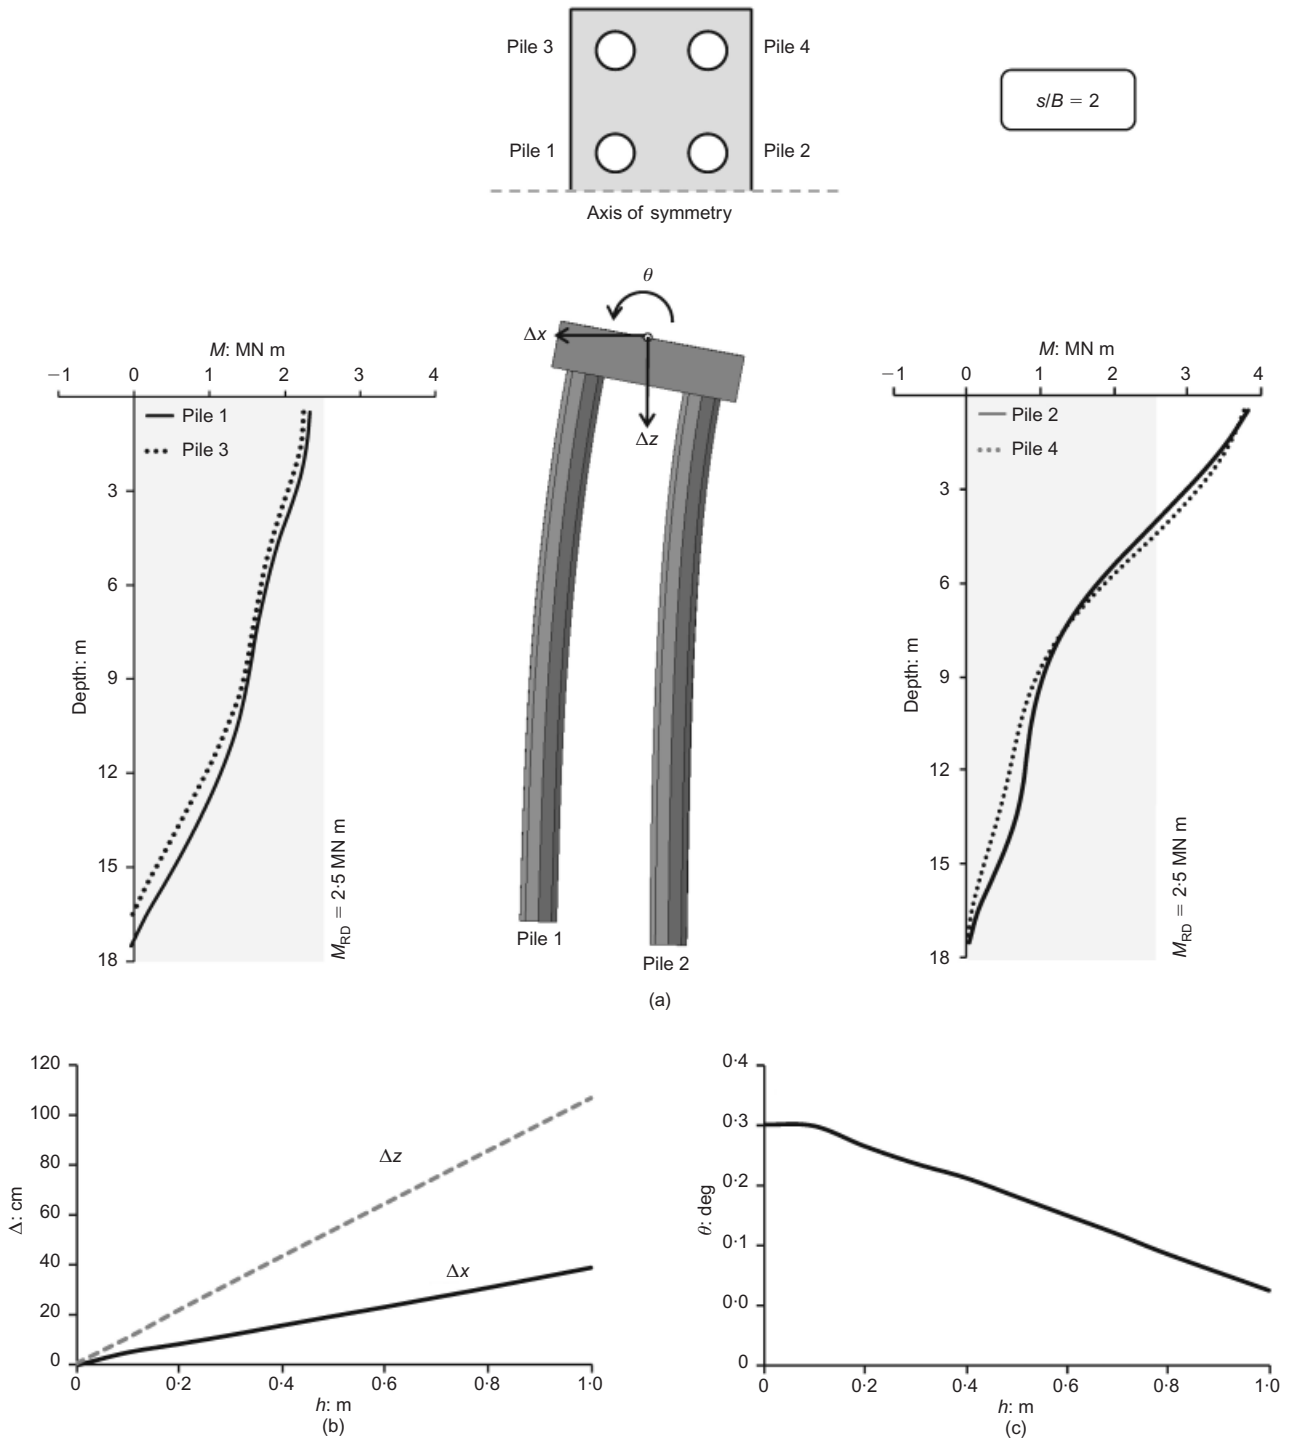 Pile 3
Pile 4
s/B = 2
Pile 1
Pile 2
Axis of symmetry
θ
Δx
Δz
M: MN m
−1 0 1 2 3 4
Pile 1
Pile 3
3
6
9
12
15
18
Depth: m
M_RD = 2·5 MN m
Pile 1
Pile 2
M: MN m
−1 0 1 2 3 4
Pile 2
Pile 4
3
6
9
12
15
18
Depth: m
M_RD = 2·5 MN m
(a)
120
100
80
60
40
20
0
Δ: cm
Δz
Δx
0 0·2 0·4 0·6 0·8 1·0
h: m
(b)
0·4
0·3
0·2
0·1
0·0
0
θ: deg
0 0·2 0·4 0·6 0·8 1·0
h: m
(c)